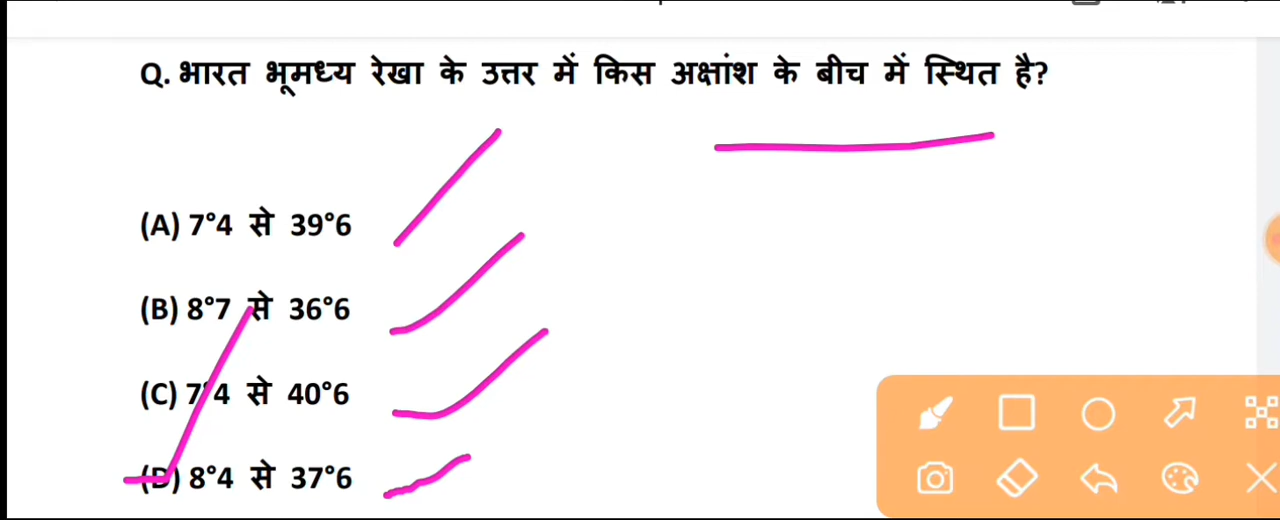 Q. भारत भूमध्य रेखा के उत्तर में किस अक्षांश के बीच में स्थित है?
(A) 7°4 से 39°6
(B) 8°7 से 36°6
(C) 7°4 से 40°6
(D) 8°4 से 37°6